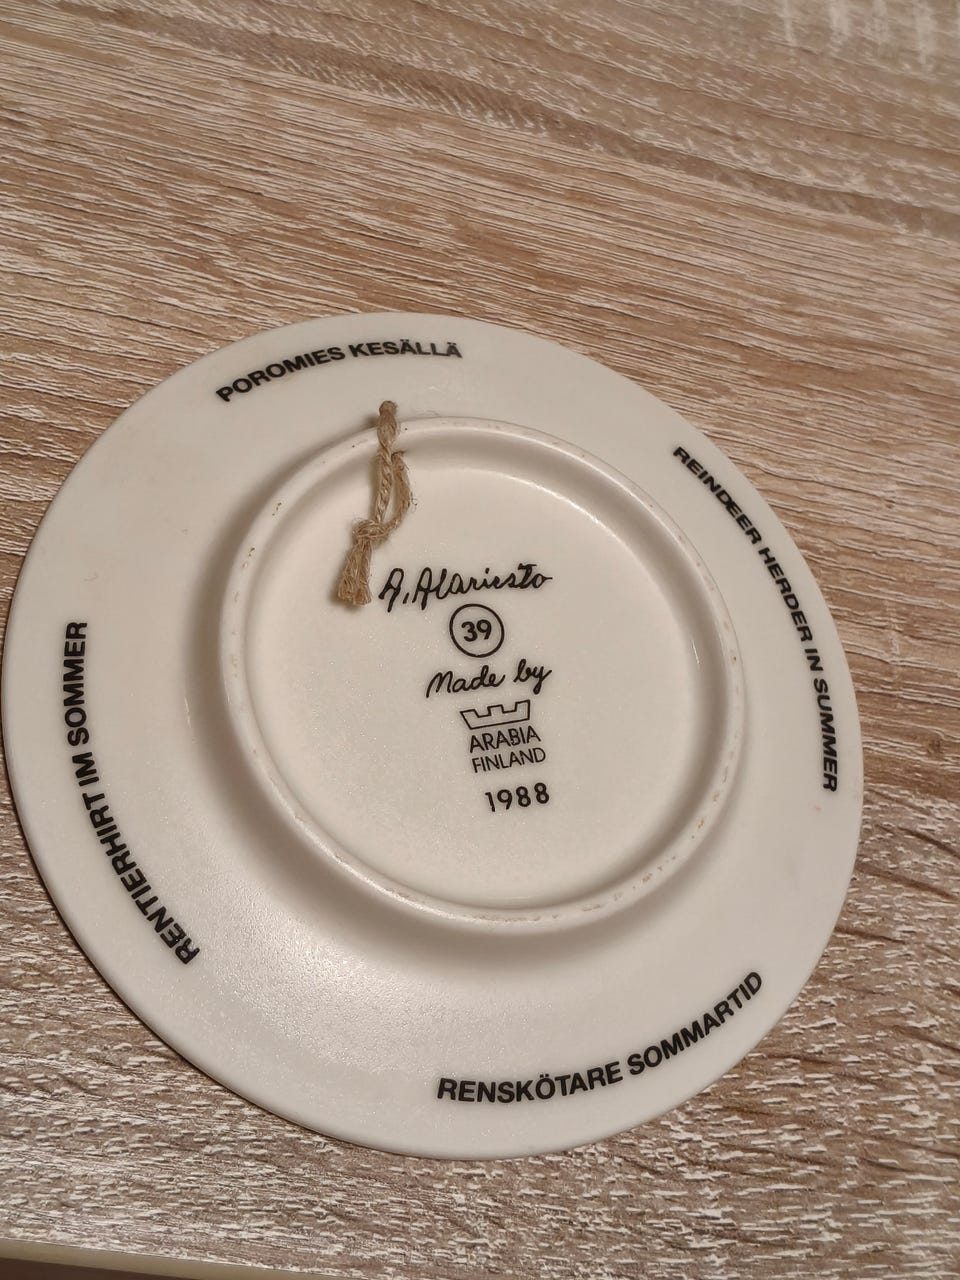 POROMIES KESÄLLÄ
REINDEER HERDER IN SUMMER
A. Alariesto
39
Made by
ARABIA
FINLAND
1988
RENTIERHIRT IM SOMMER
RENSKÖTARE SOMMARTID